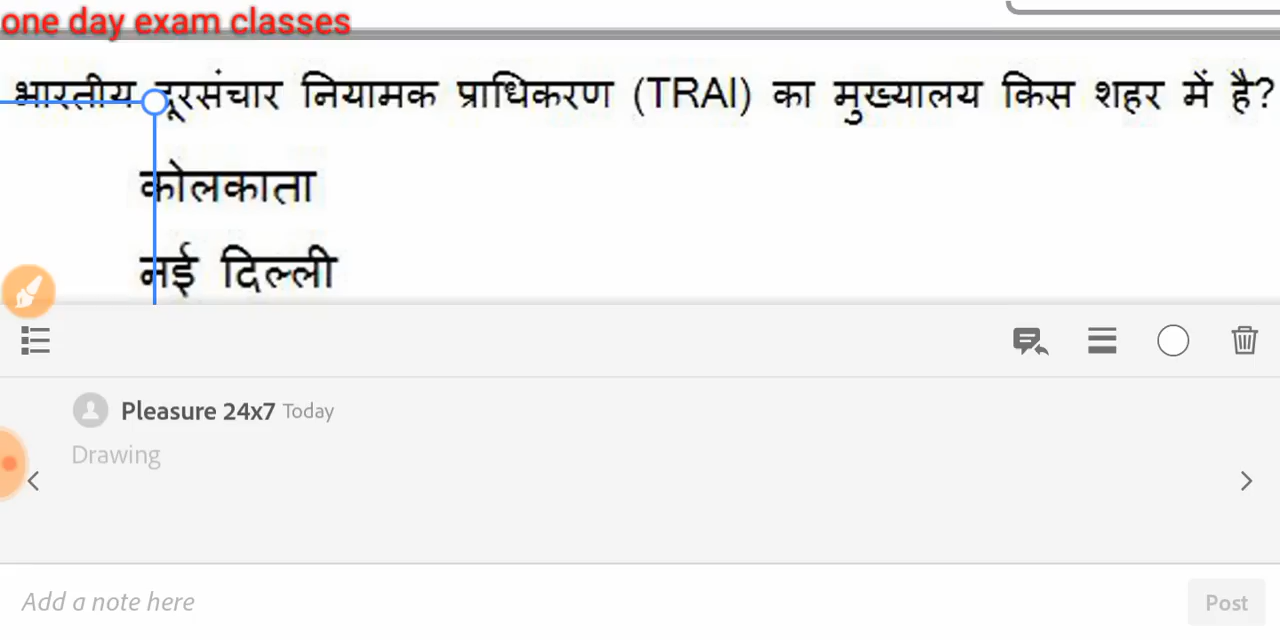 one day exam classes
भारतीय दूरसंचार नियामक प्राधिकरण (TRAI) का मुख्यालय किस शहर में है?
कोलकाता
नई दिल्ली
Pleasure 24x7 Today
Drawing
Add a note here
Post